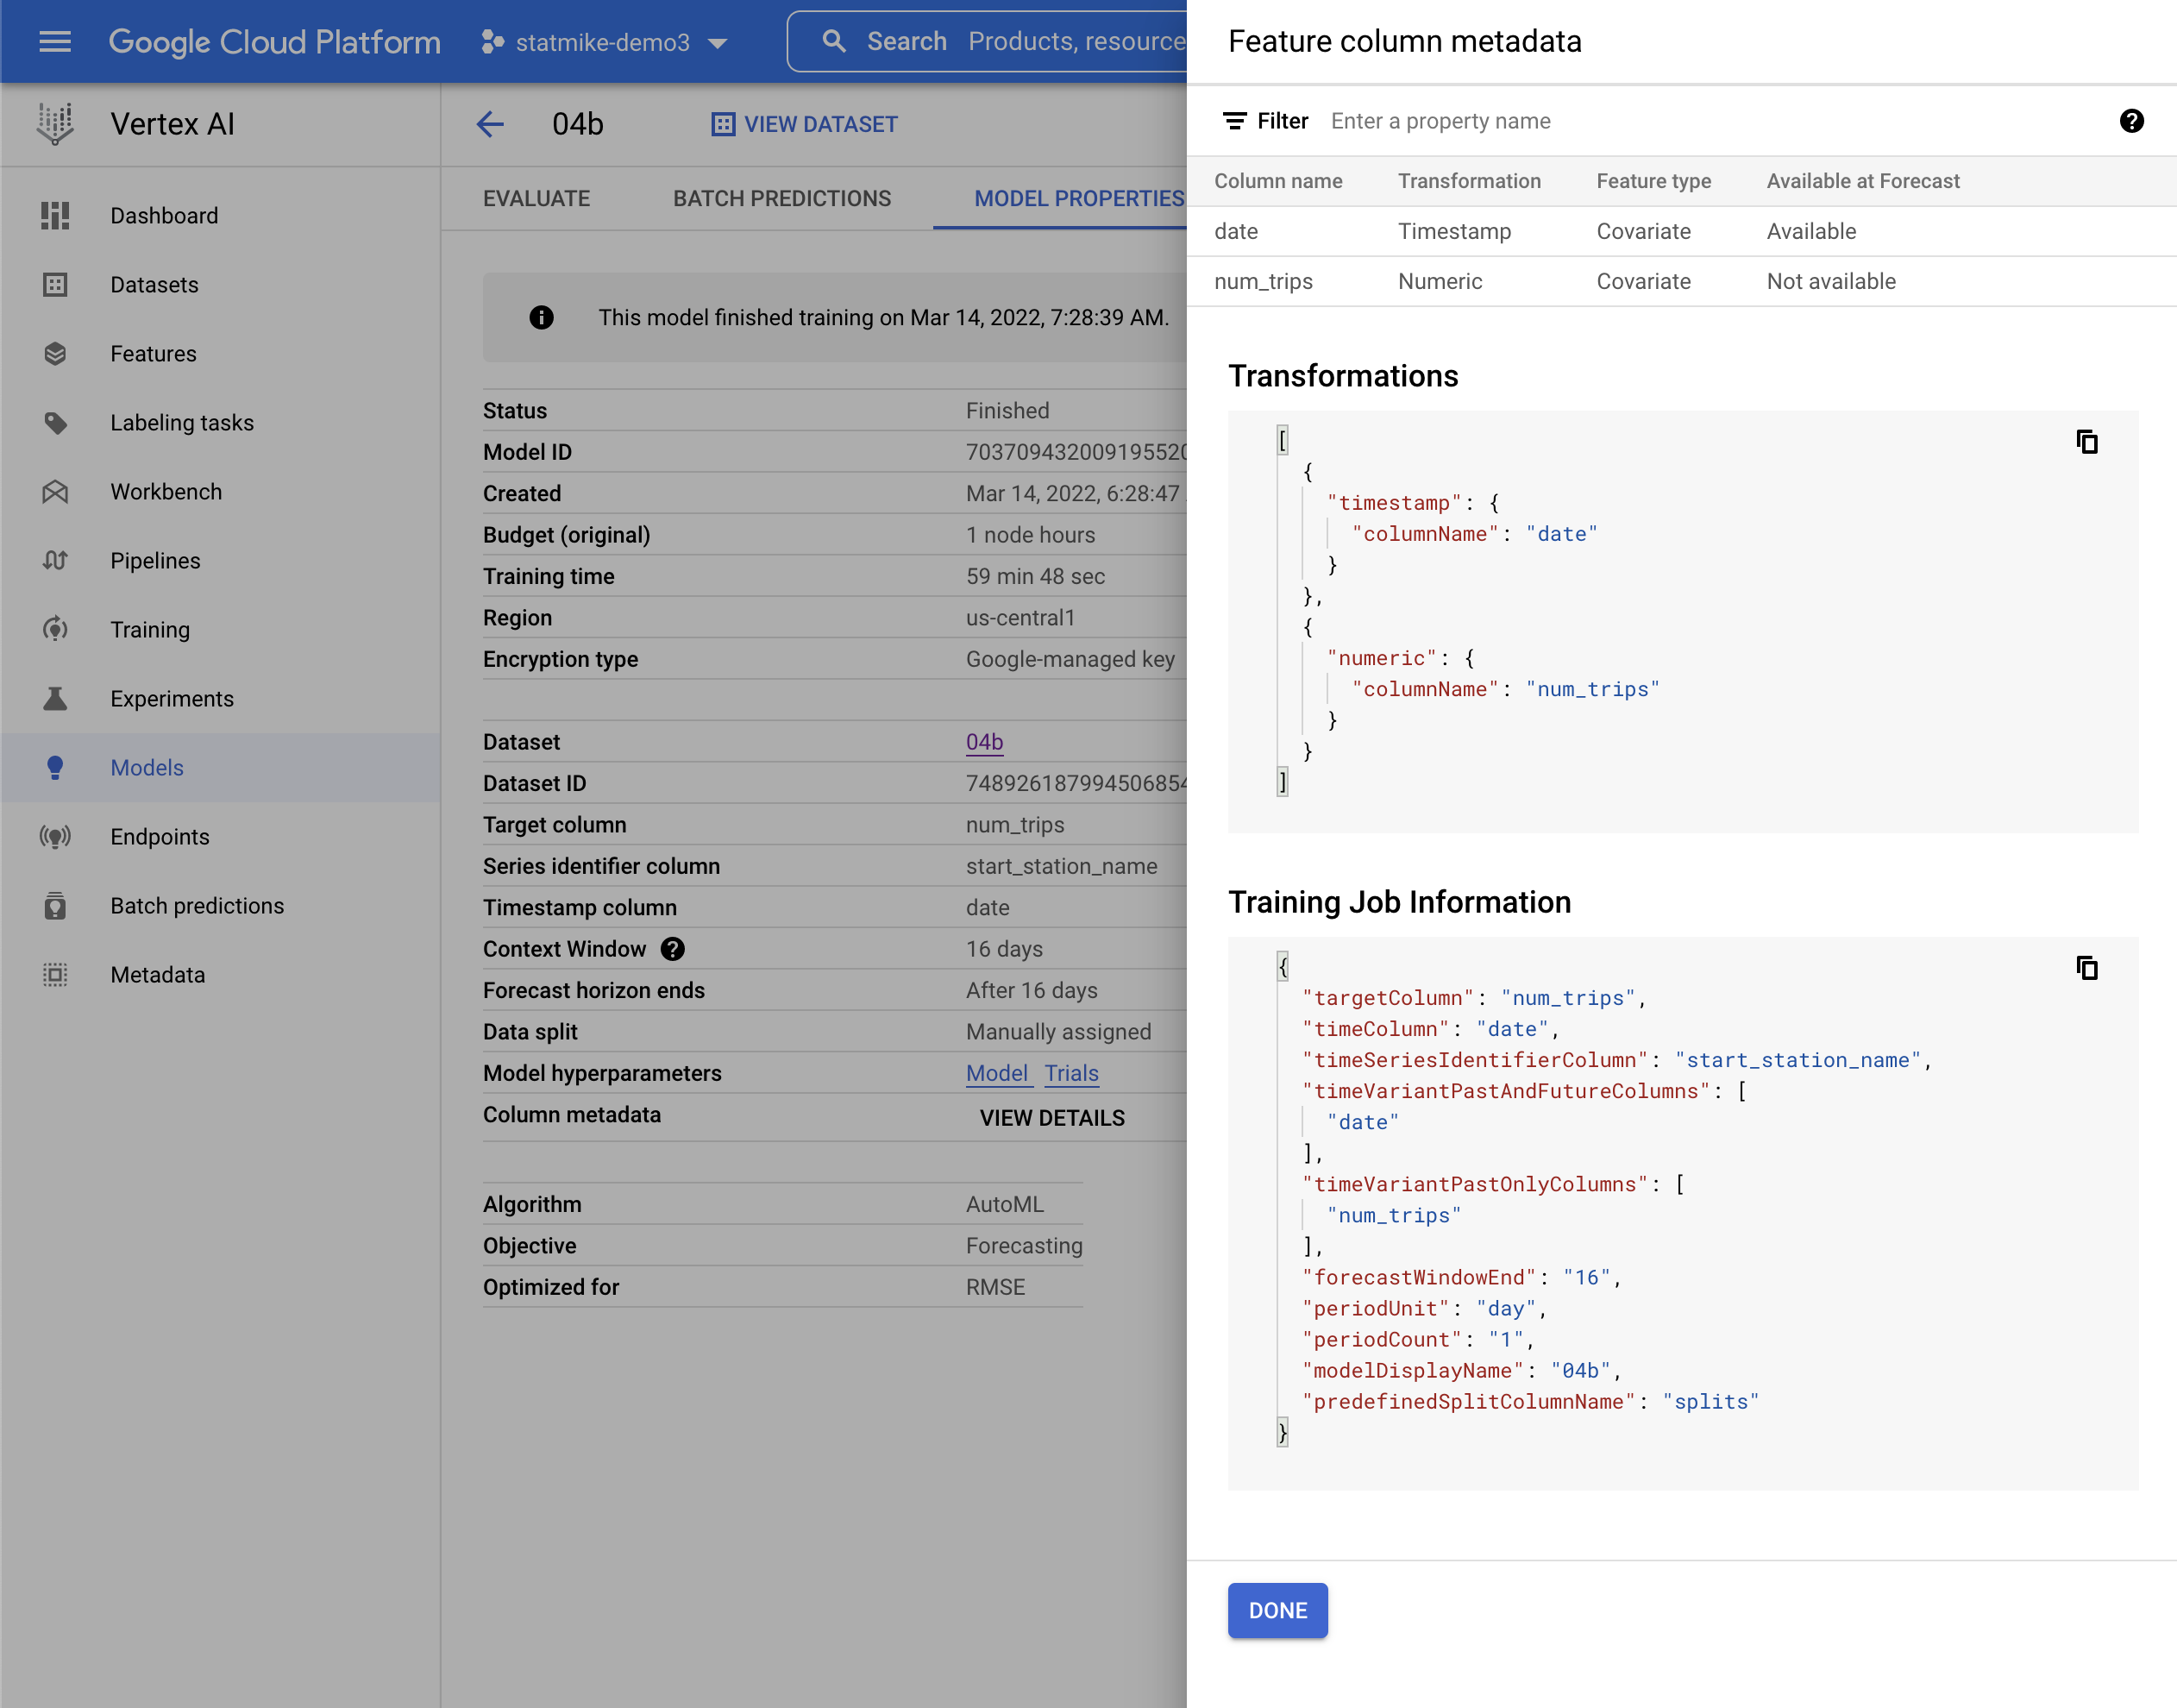 Google Cloud Platform
statmike-demo3
Search Products, resource
Vertex AI
Dashboard
Datasets
Features
Labeling tasks
Workbench
Pipelines
Training
Experiments
Models
Endpoints
Batch predictions
Metadata
04b
VIEW DATASET
EVALUATE
BATCH PREDICTIONS
MODEL PROPERTIES
This model finished training on Mar 14, 2022, 7:28:39 AM.
Status Finished
Model ID 703709432009195520
Created Mar 14, 2022, 6:28:47
Budget (original) 1 node hours
Training time 59 min 48 sec
Region us-central1
Encryption type Google-managed key
Dataset 04b
Dataset ID 748926187994506854
Target column num_trips
Series identifier column start_station_name
Timestamp column date
Context Window 16 days
Forecast horizon ends After 16 days
Data split Manually assigned
Model hyperparameters Model Trials
Column metadata VIEW DETAILS
Algorithm AutoML
Objective Forecasting
Optimized for RMSE
Feature column metadata
Filter Enter a property name
Column name Transformation Feature type Available at Forecast
date Timestamp Covariate Available
num_trips Numeric Covariate Not available
Transformations
[
{
"timestamp": {
"columnName": "date"
}
},
{
"numeric": {
"columnName": "num_trips"
}
}
]
Training Job Information
{
"targetColumn": "num_trips",
"timeColumn": "date",
"timeSeriesIdentifierColumn": "start_station_name",
"timeVariantPastAndFutureColumns": [
"date"
],
"timeVariantPastOnlyColumns": [
"num_trips"
],
"forecastWindowEnd": "16",
"periodUnit": "day",
"periodCount": "1",
"modelDisplayName": "04b",
"predefinedSplitColumnName": "splits"
}
DONE